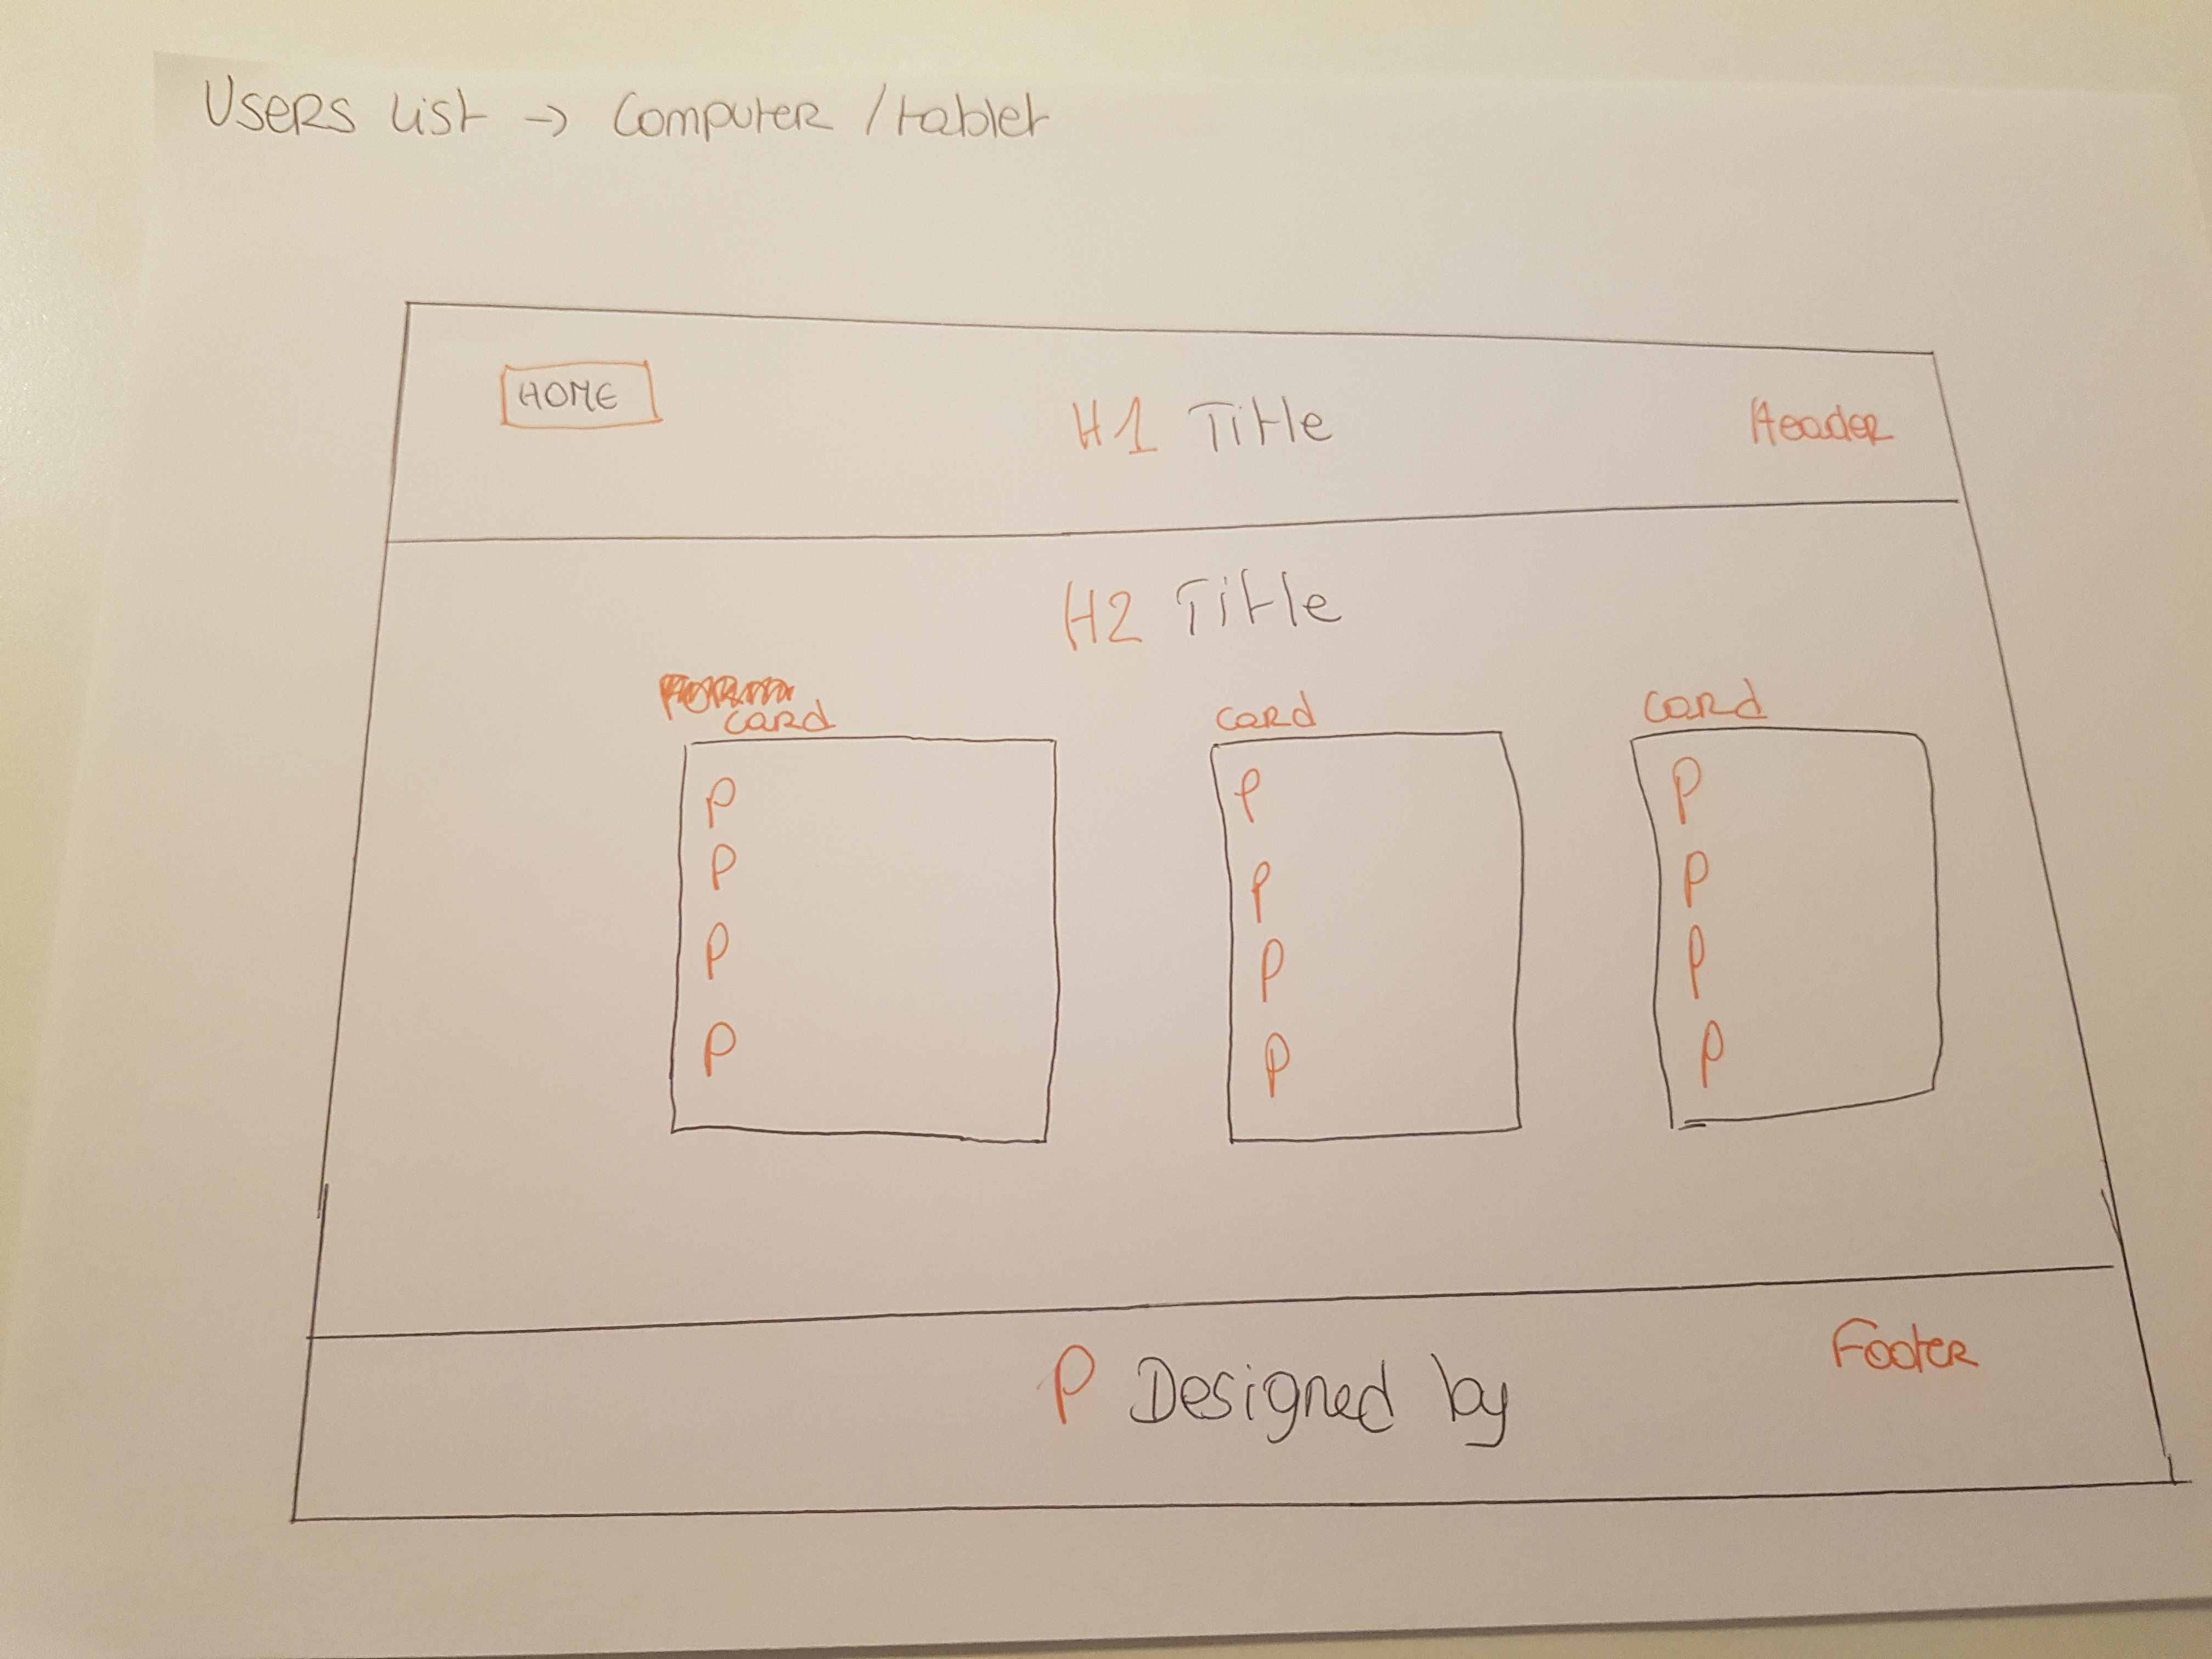 Users list → Computer / tablet
HOME
H1 Title
Header
H2 Title
card
card
card
P
P
P
P
P
P
P
P
P
P
P
P
P Designed by
Footer